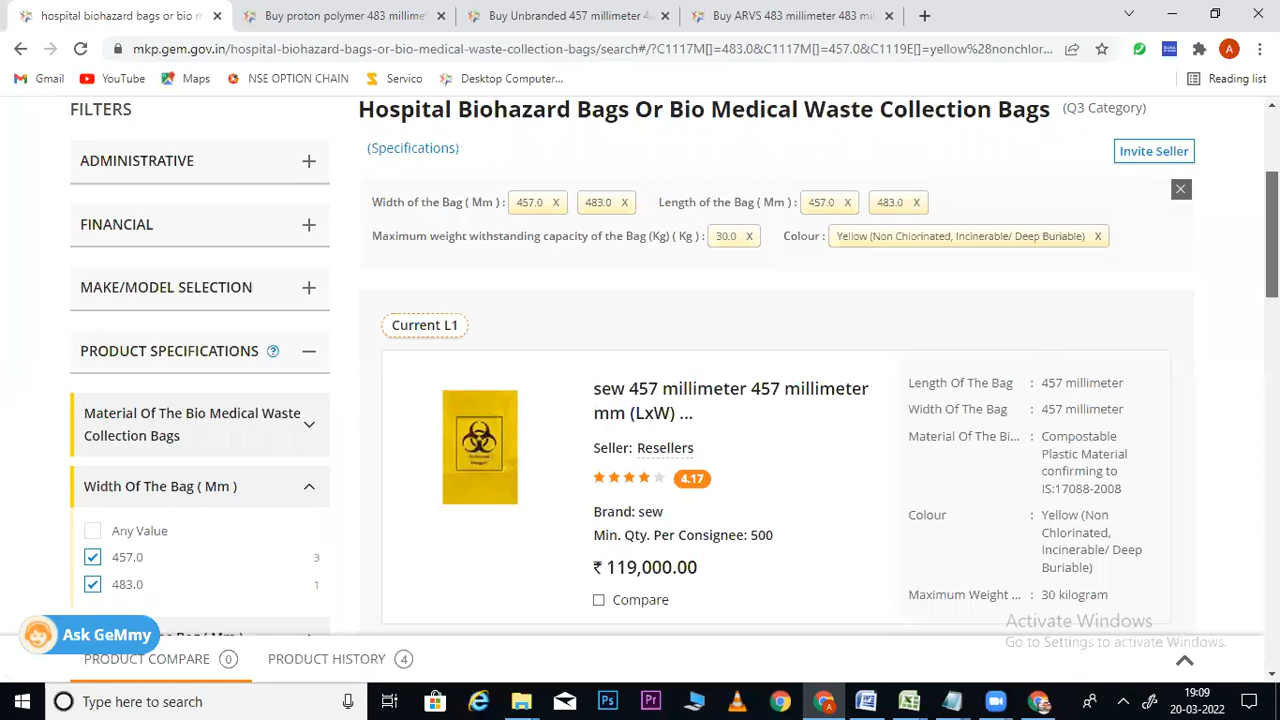 hospital biohazard bags or bio m
Buy proton polymer 483 millime
Buy Unbranded 457 millimeter 4
Buy ARVS 483 millimeter 483 mil
mkp.gem.gov.in/hospital-biohazard-bags-or-bio-medical-waste-collection-bags/search#/?C1117M[]=483.0&C1117M[]=457.0&C1119E[]=yellow%28nonchlor...
Gmail YouTube Maps NSE OPTION CHAIN Servico Desktop Computer... Reading list
FILTERS
Hospital Biohazard Bags Or Bio Medical Waste Collection Bags (Q3 Category)
(Specifications)
Invite Seller
ADMINISTRATIVE
FINANCIAL
MAKE/MODEL SELECTION
PRODUCT SPECIFICATIONS ?
Material Of The Bio Medical Waste
Collection Bags
Width Of The Bag ( Mm )
Any Value
457.0 3
483.0 1
Width of the Bag ( Mm ) : 457.0 X 483.0 X Length of the Bag ( Mm ) : 457.0 X 483.0 X
Maximum weight withstanding capacity of the Bag (Kg) ( Kg ) : 30.0 X Colour : Yellow (Non Chlorinated, Incinerable/ Deep Buriable) X
Current L1
sew 457 millimeter 457 millimeter
mm (LxW) ...
Seller: Resellers
4.17
Brand: sew
Min. Qty. Per Consignee: 500
₹ 119,000.00
Compare
Length Of The Bag : 457 millimeter
Width Of The Bag : 457 millimeter
Material Of The Bi... : Compostable
Plastic Material
confirming to
IS:17088-2008
Colour : Yellow (Non
Chlorinated,
Incinerable/ Deep
Buriable)
Maximum Weight ... : 30 kilogram
Activate Windows
Go to Settings to activate Windows.
Ask GeMmy
PRODUCT COMPARE 0 PRODUCT HISTORY 4
Type here to search
19:09
20-03-2022